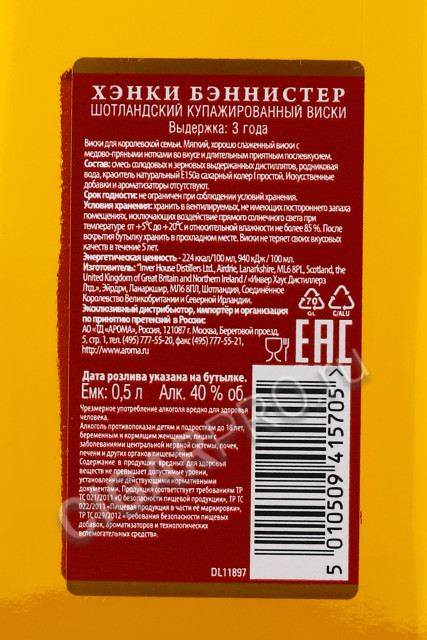 ХЭНКИ БЭННИСТЕР
ШОТЛАНДСКИЙ КУПАЖИРОВАННЫЙ ВИСКИ
Выдержка: 3 года
Виски для королевской семьи. Мягкий, хорошо слаженный виски с
медово-пряными нотками во вкусе и длительным приятным послевкусием.
Состав: смесь солодовых и зерновых выдержанных дистиллятов, родниковая
вода, краситель натуральный Е150а сахарный колер I простой. Искусственные
добавки и ароматизаторы отсутствуют.
Срок годности: не ограничен при соблюдении условий хранения.
Условия хранения: хранить в вентилируемых, не имеющих постороннего запаха
помещениях, исключающих воздействие прямого солнечного света при
температуре от +5°С до +20°С и относительной влажности не более 85 %. После
вскрытия бутылку хранить в прохладном месте. Виски не теряет своих вкусовых
качеств в течение 5 лет.
Энергетическая ценность - 224 ккал/100 мл, 940 кДж / 100 мл.
Изготовитель: "Inver House Distillers Ltd., Airdrie, Lanarkshire, ML6 8PL, Scotland, the
United Kingdom of Great Britain and Northern Ireland / «Инвер Хаус Дистиллерз
Лтд.», Эйрдри, Ланаркшир, МЛ6 8ПЛ, Шотландия, Соединённое
Королевство Великобритании и Северной Ирландии.
Эксклюзивный дистрибьютор, импортёр и организация
по принятию претензий в России:
АО «ТД «АРОМА», Россия, 121087 г. Москва, Береговой проезд,
5, стр. 1, тел. (495) 777-55-20, факс (495) 777-55-21,
http://www.aroma.ru
70
GL
C/ALU
EAC
Дата розлива указана на бутылке.
Емк: 0,5 л Алк. 40 % об.
Чрезмерное употребление алкоголя вредно для здоровья
человека.
Алкоголь противопоказан детям и подросткам до 18 лет,
беременным и кормящим женщинам, лицам с
заболеваниями центральной нервной системы, почек,
печени и других органов пищеварения.
Содержание в продукции вредных для здоровья
веществ не превышает допустимые уровни,
установленные действующими нормативными
документами. Продукция соответствует требованиям ТР
ТС 021/2011 «О безопасности пищевой продукции», ТР ТС
022/2011 «Пищевая продукция в части её маркировки»,
ТР ТС 029/2012 «Требования безопасности пищевых
добавок, ароматизаторов и технологических
вспомогательных средств».
5 010509 415705 >
DL11897